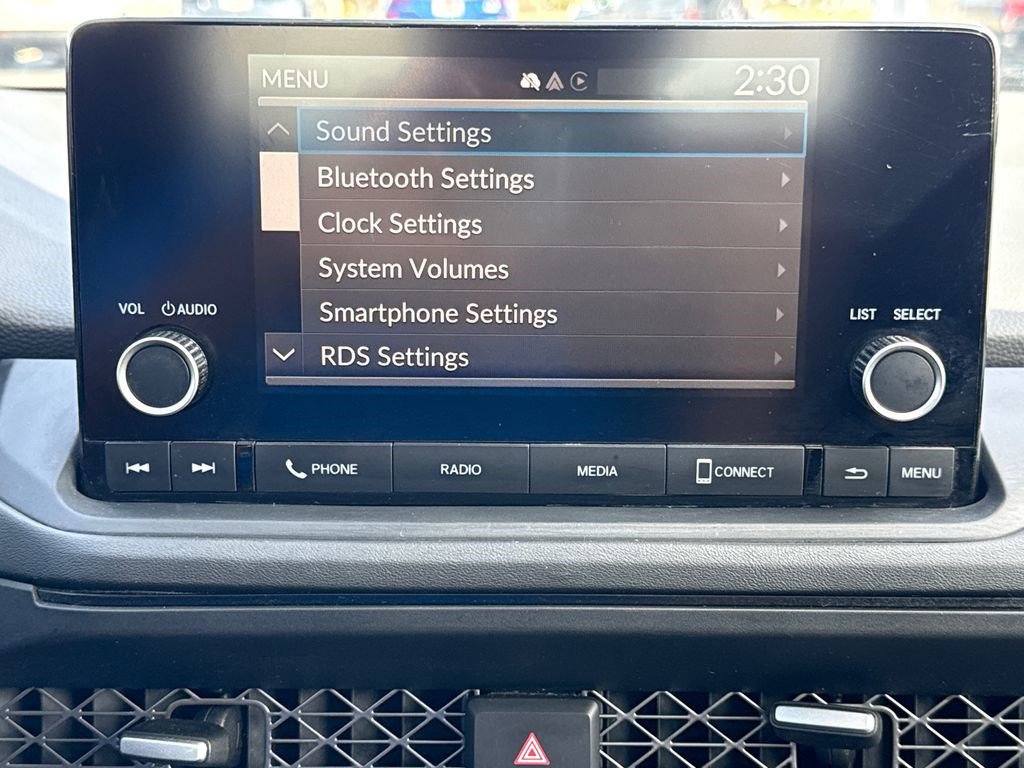 MENU 2:30
Sound Settings
Bluetooth Settings
Clock Settings
System Volumes
Smartphone Settings
RDS Settings
VOL AUDIO
LIST SELECT
PHONE RADIO MEDIA CONNECT MENU